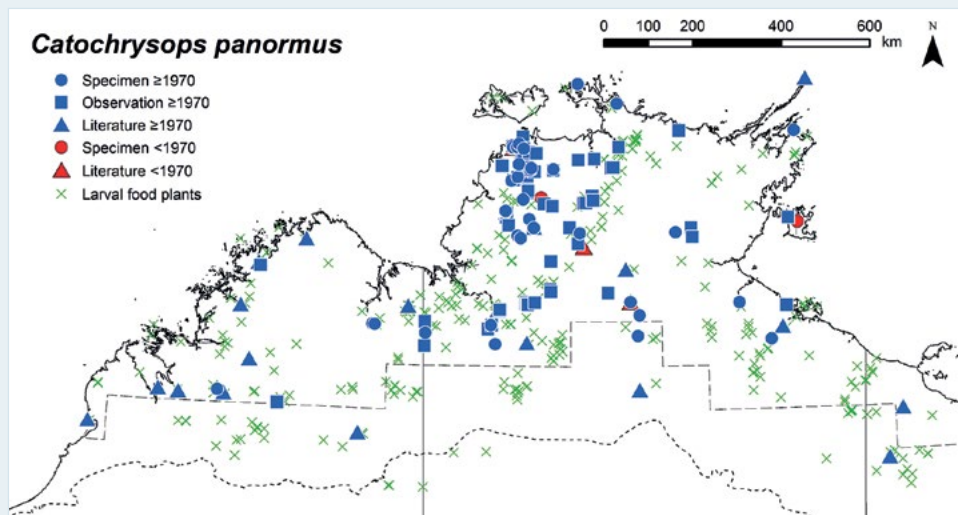 0 100 200 400 600
km
N
Catochrysops panormus
Specimen ≥1970
Observation ≥1970
Literature ≥1970
Specimen <1970
Literature <1970
Larval food plants